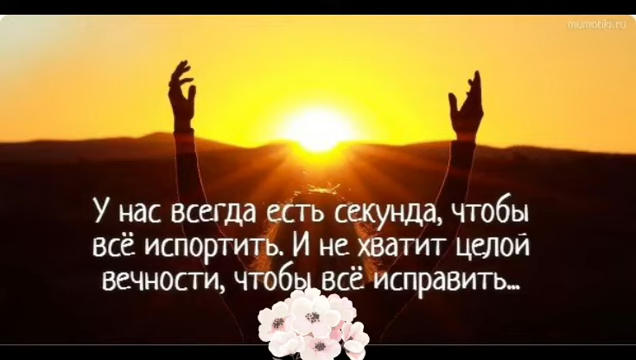 mumotiki.ru
У нас всегда есть секунда, чтобы
всё испортить. И не хватит целой
вечности, чтобы всё исправить...